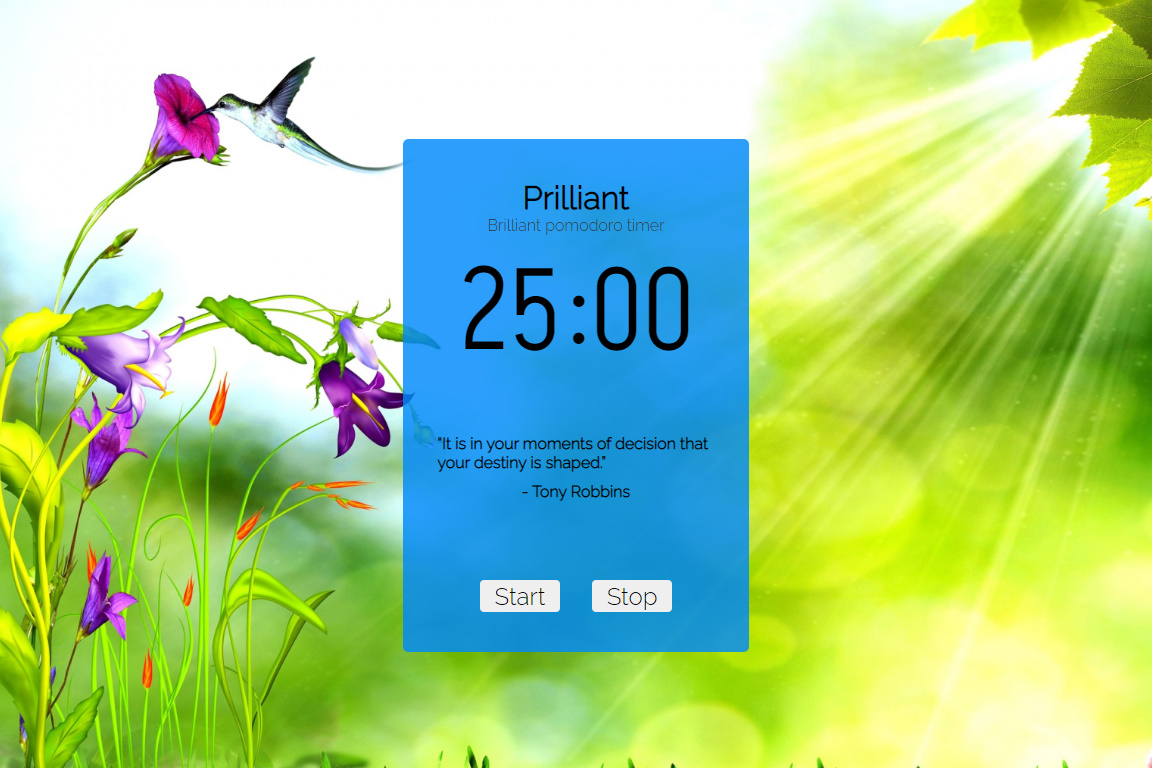 Prilliant
Brilliant pomodoro timer
25:00
"It is in your moments of decision that
your destiny is shaped."
- Tony Robbins
Start
Stop